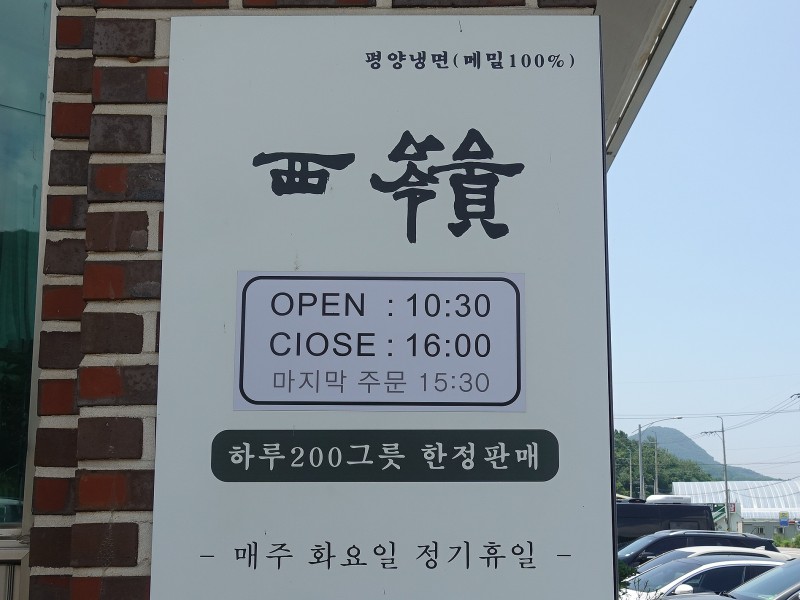 평양냉면(메밀100%)
西嶺
OPEN : 10:30
CIOSE : 16:00
마지막 주문 15:30
하루200그릇 한정판매
- 매주 화요일 정기휴일 -